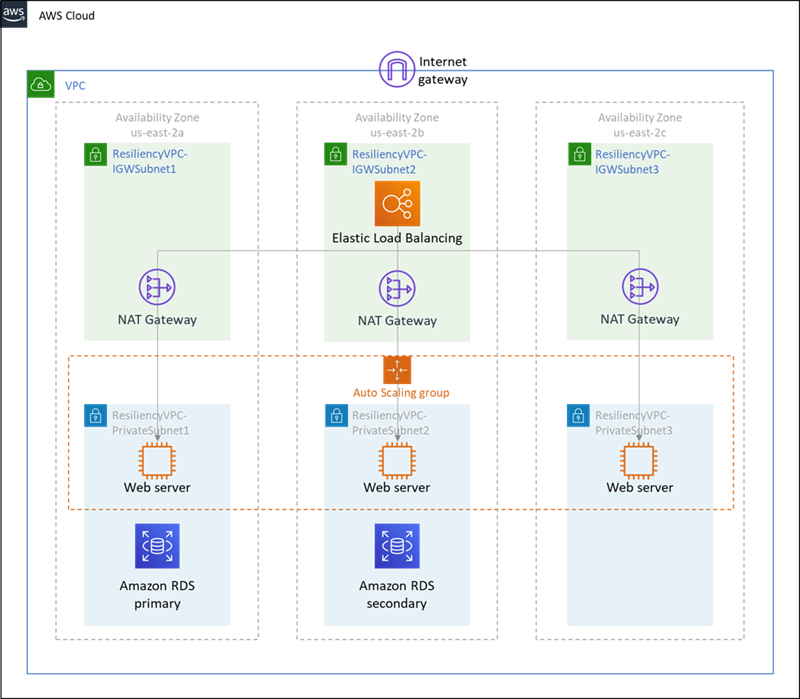 aws
AWS Cloud
Internet
gateway
VPC
Availability Zone
us-east-2a
Availability Zone
us-east-2b
Availability Zone
us-east-2c
ResiliencyVPC-
IGWSubnet1
ResiliencyVPC-
IGWSubnet2
ResiliencyVPC-
IGWSubnet3
Elastic Load Balancing
NAT Gateway
NAT Gateway
NAT Gateway
Auto Scaling group
ResiliencyVPC-
PrivateSubnet1
ResiliencyVPC-
PrivateSubnet2
ResiliencyVPC-
PrivateSubnet3
Web server
Web server
Web server
Amazon RDS
primary
Amazon RDS
secondary